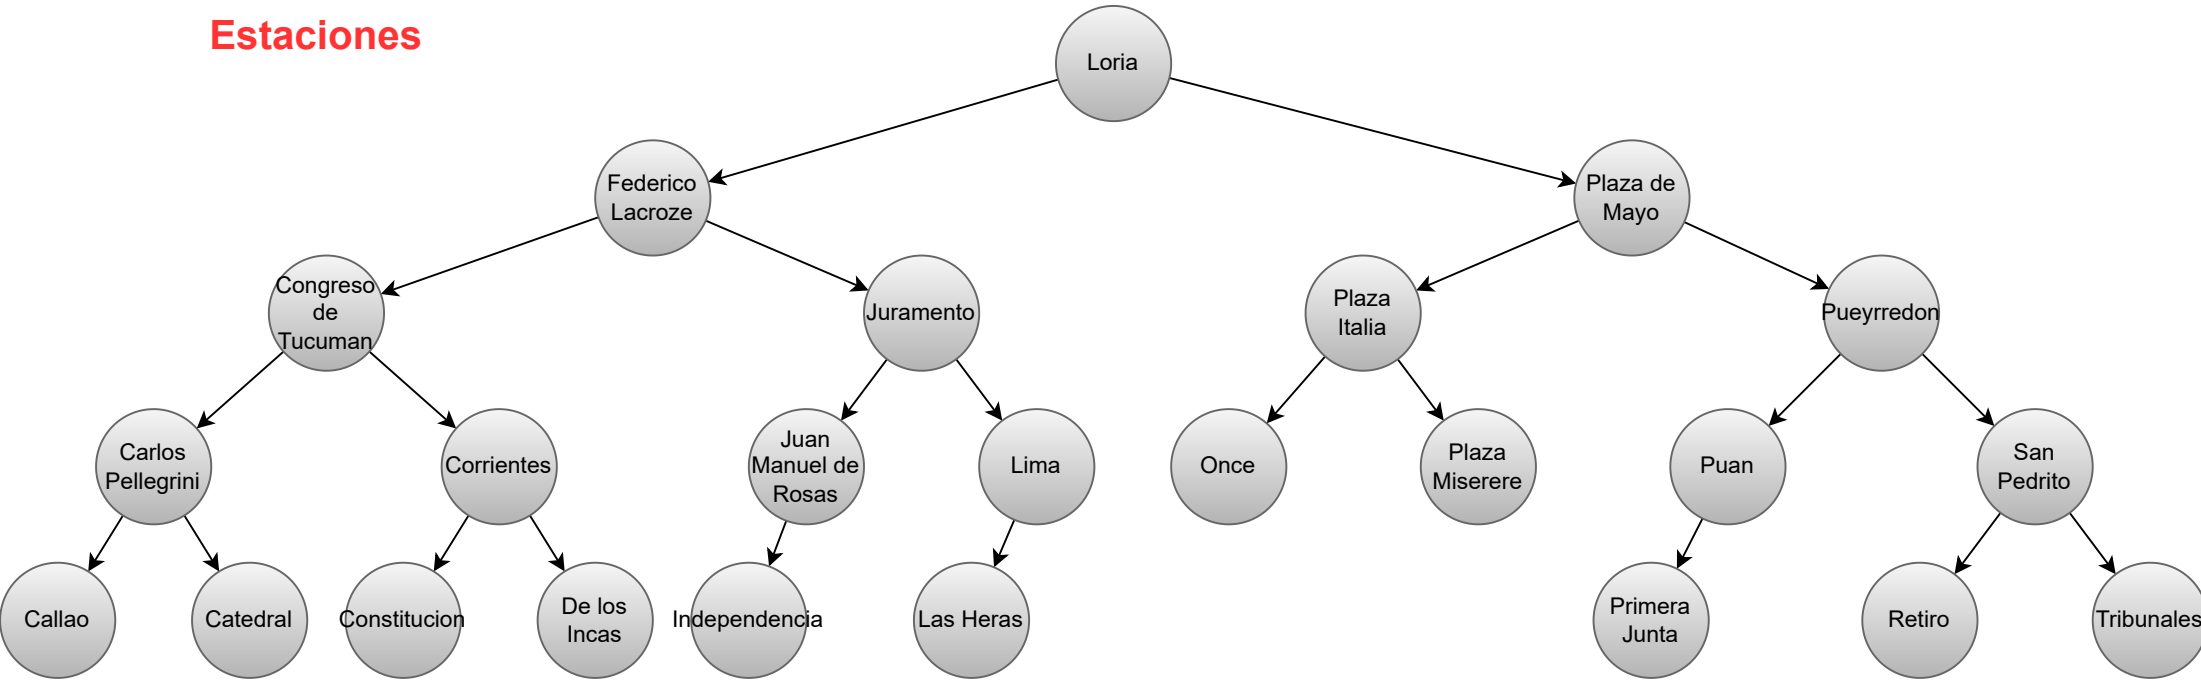 Estaciones
Loria
Federico
Lacroze
Plaza de
Mayo
Congreso
de
Tucuman
Juramento
Plaza
Italia
Pueyrredon
Carlos
Pellegrini
Corrientes
Juan
Manuel de
Rosas
Lima
Once
Plaza
Miserere
Puan
San
Pedrito
Callao
Catedral
Constitucion
De los
Incas
Independencia
Las Heras
Primera
Junta
Retiro
Tribunales